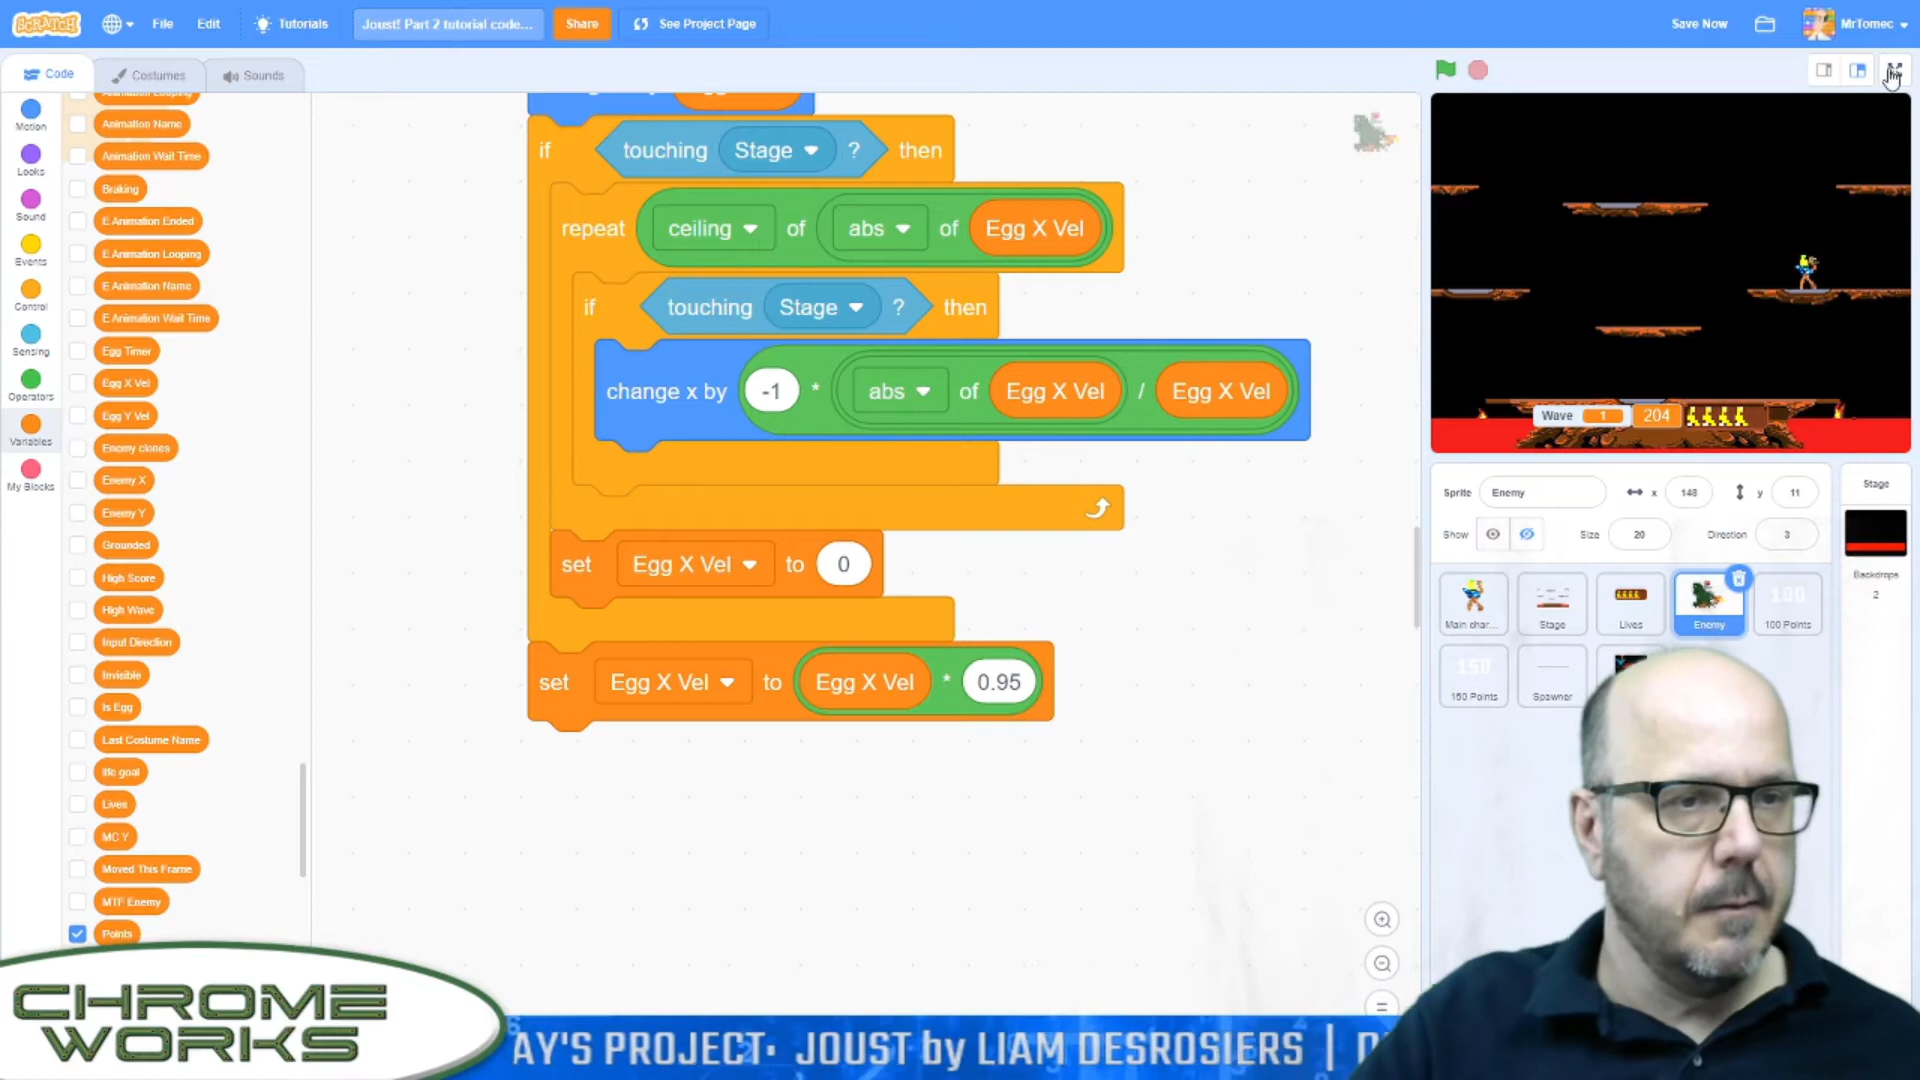 SCRATCH
File
Edit
Tutorials
Joust! Part 2 tutorial code...
Share
See Project Page
Save Now
MrTomec
Code
Costumes
Sounds
Motion
Looks
Sound
Events
Control
Sensing
Operators
Variables
My Blocks
Animation Looping
Animation Name
Animation Wait Time
Braking
E Animation Ended
E Animation Looping
E Animation Name
E Animation Wait Time
Egg Timer
Egg X Vel
Egg Y Vel
Enemy clones
Enemy X
Enemy Y
Grounded
High Score
High Wave
Input Direction
Invisible
Is Egg
Last Costume Name
life goal
Lives
MC Y
Moved This Frame
MTF Enemy
Points
if touching Stage ? then
repeat ceiling of abs of Egg X Vel
if touching Stage ? then
change x by -1 * abs of Egg X Vel / Egg X Vel
set Egg X Vel to 0
set Egg X Vel to Egg X Vel * 0.95
Wave 1 204
Sprite Enemy x 148 y 11
Show Size 20 Direction 3
Stage
Backdrops
2
Main char...
Stage
Lives
Enemy
100
100 Points
150
150 Points
Spawner
CHROME
WORKS
AY'S PROJECT: JOUST by LIAM DESROSIERS |